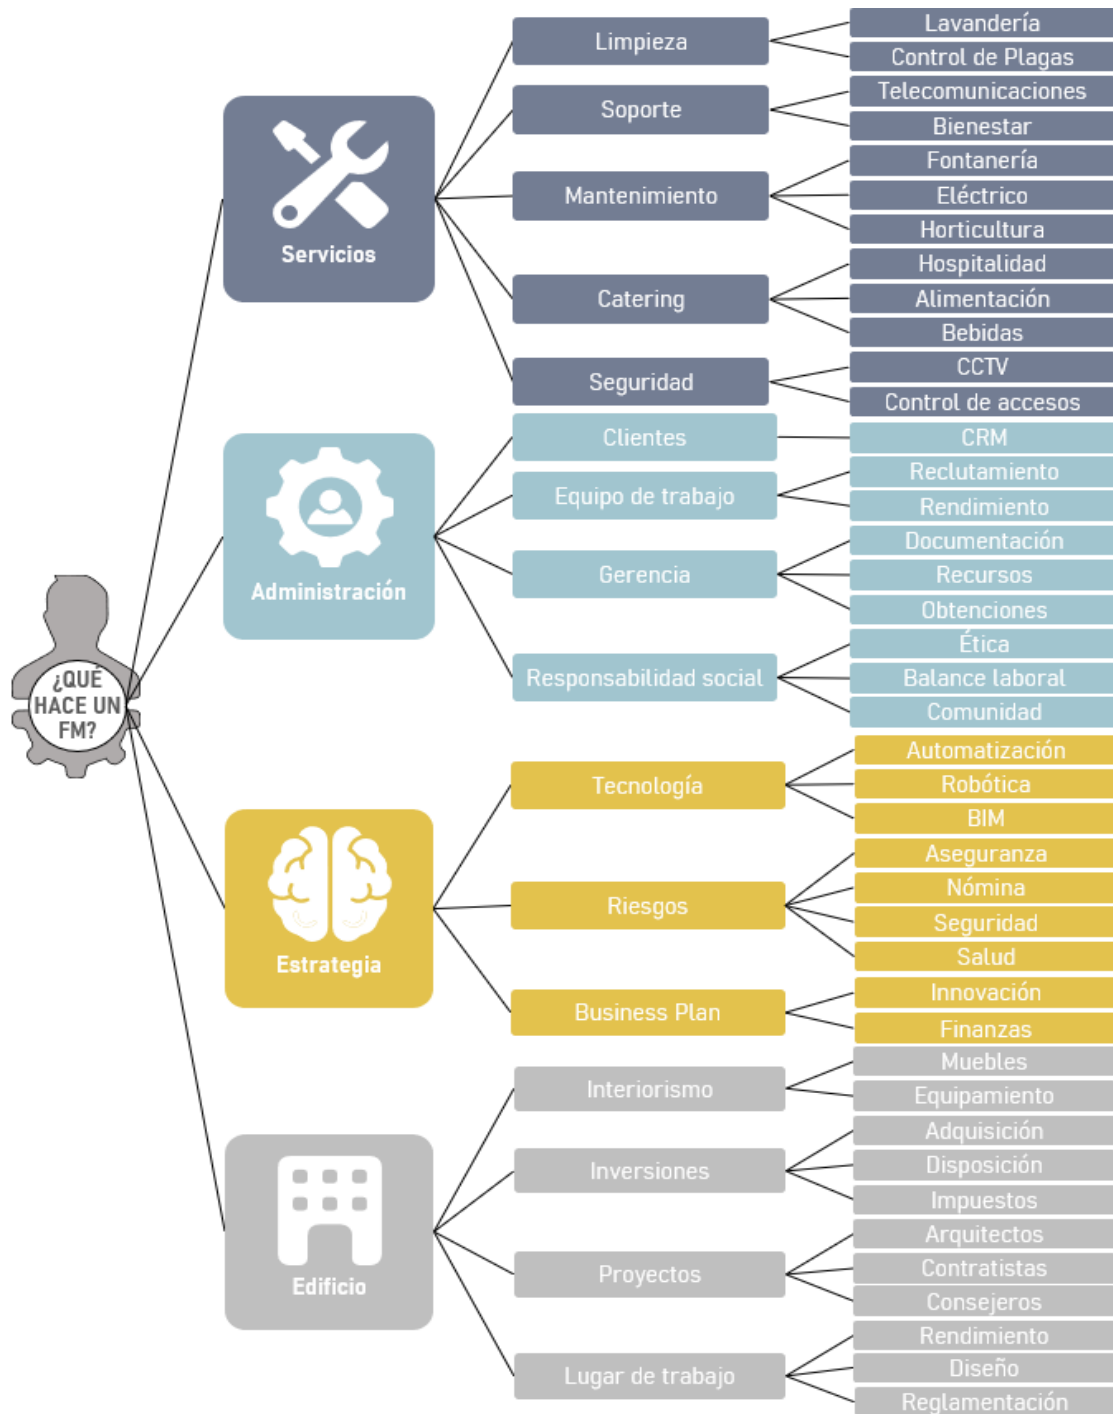 ¿QUÉ
HACE UN
FM?
Servicios
Limpieza
Lavandería
Control de Plagas
Soporte
Telecomunicaciones
Bienestar
Mantenimiento
Fontanería
Eléctrico
Horticultura
Catering
Hospitalidad
Alimentación
Bebidas
Seguridad
CCTV
Control de accesos
Administración
Clientes
CRM
Equipo de trabajo
Reclutamiento
Rendimiento
Gerencia
Documentación
Recursos
Obtenciones
Responsabilidad social
Ética
Balance laboral
Comunidad
Estrategia
Tecnología
Automatización
Robótica
BIM
Riesgos
Aseguranza
Nómina
Seguridad
Salud
Business Plan
Innovación
Finanzas
Edificio
Interiorismo
Muebles
Equipamiento
Inversiones
Adquisición
Disposición
Impuestos
Proyectos
Arquitectos
Contratistas
Consejeros
Lugar de trabajo
Rendimiento
Diseño
Reglamentación